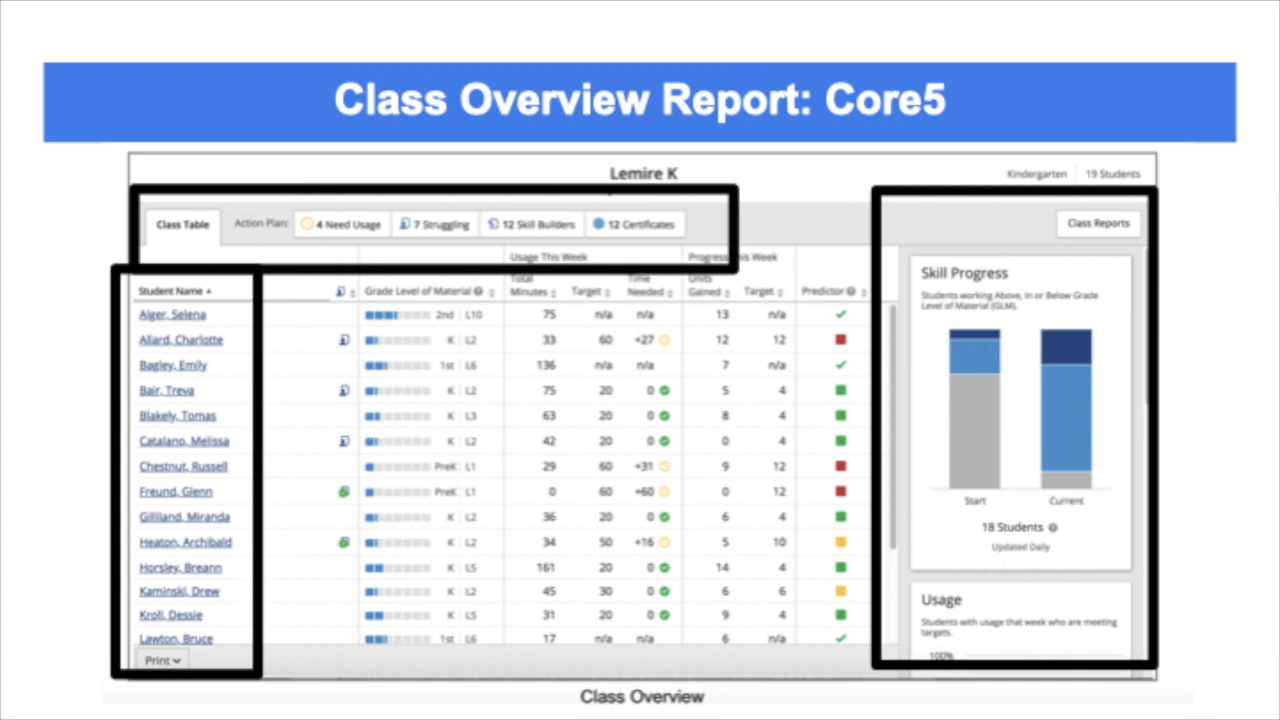 Class Overview Report: Core5
Lemire K
Kindergarten 19 Students
Class Table Action Plan: 4 Need Usage 7 Struggling 12 Skill Builders 12 Certificates Class Reports
Usage This Week Progress This Week
Student Name Grade Level of Material Total Minutes Target Time Needed Units Gained Target Predictor
Alger, Selena 2nd L10 75 n/a n/a 13 n/a
Allard, Charlotte K L2 33 60 +27 12 12
Bagley, Emily 1st L6 136 n/a n/a 7 n/a
Bair, Treva K L2 75 20 0 5 4
Blakely, Tomas K L3 63 20 0 8 4
Catalano, Melissa K L2 42 20 0 0 4
Chestnut, Russell PreK L1 29 60 +31 9 12
Freund, Glenn PreK L1 0 60 +60 0 12
Gilliland, Miranda K L2 36 20 0 6 4
Heaton, Archibald K L2 34 50 +16 5 10
Horsley, Breann K L5 161 20 0 14 4
Kaminski, Drew K L2 45 30 0 6 6
Kroll, Dessie K L5 31 20 0 9 4
Lawton, Bruce 1st L6 17 n/a n/a 6 n/a
Print
Skill Progress
Students working Above, In or Below Grade
Level of Material (GLM).
Start Current
18 Students
Updated Daily
Usage
Students with usage that week who are meeting
targets.
100%
Class Overview